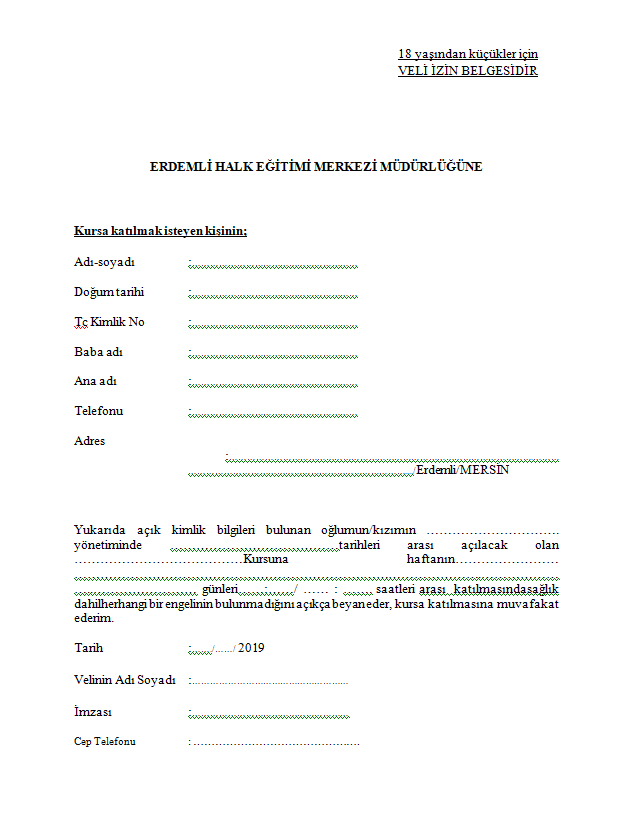 18 yaşından küçükler için
VELİ İZİN BELGESİDİR
ERDEMLİ HALK EĞİTİMİ MERKEZİ MÜDÜRLÜĞÜNE
Kursa katılmak isteyen kişinin;
Adı-soyadı :
Doğum tarihi :
Tc Kimlik No :
Baba adı :
Ana adı :
Telefonu :
Adres
:
/Erdemli/MERSİN
Yukarıda açık kimlik bilgileri bulunan oğlumun/kızımın ………………………….
yönetiminde ……………………………… tarihleri arası açılacak olan
…………………………………Kursuna haftanın……………………
………………………………………………………………………
……………………… günleri……:……/ …… : …… saatleri arası katılmasındasağlık
dahilherhangi bir engelinin bulunmadığını açıkça beyan eder, kursa katılmasına muvafakat
ederim.
Tarih :……/……/ 2019
Velinin Adı Soyadı :……………………………………………
İmzası :
Cep Telefonu : ……………………………………….